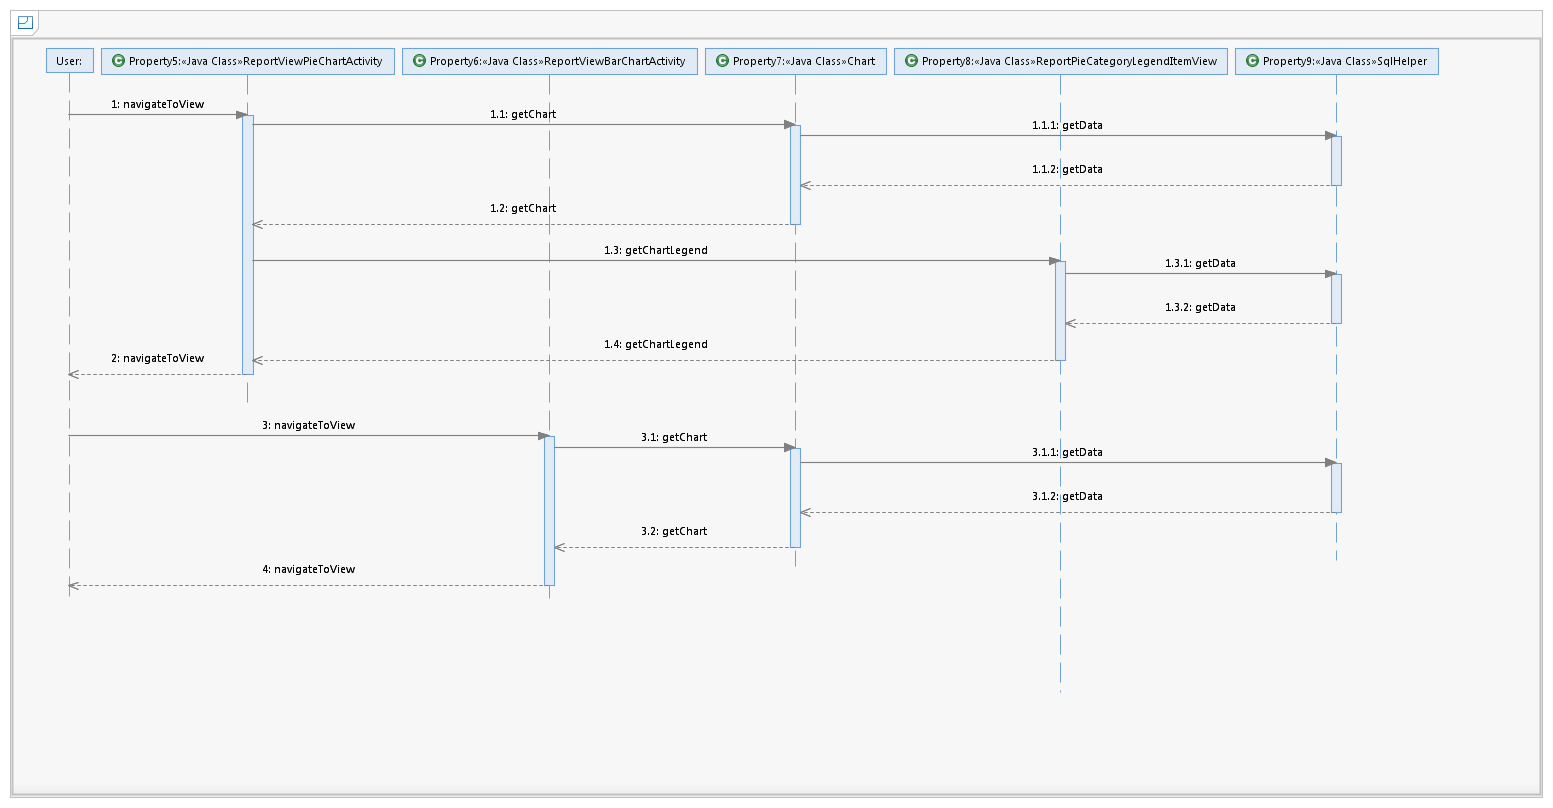 User:
C Property5:«Java Class»ReportViewPieChartActivity
C Property6:«Java Class»ReportViewBarChartActivity
C Property7:«Java Class»Chart
C Property8:«Java Class»ReportPieCategoryLegendItemView
C Property9:«Java Class»SqlHelper
1: navigateToView
1.1: getChart
1.1.1: getData
1.1.2: getData
1.2: getChart
1.3: getChartLegend
1.3.1: getData
1.3.2: getData
1.4: getChartLegend
2: navigateToView
3: navigateToView
3.1: getChart
3.1.1: getData
3.1.2: getData
3.2: getChart
4: navigateToView